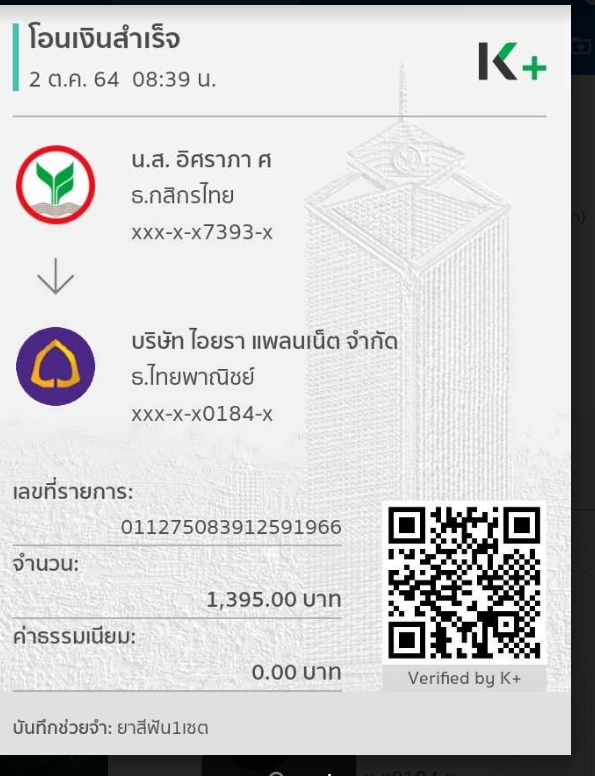 โอนเงินสำเร็จ
2 ต.ค. 64 08:39 น.
K+
น.ส. อิศราภา ศ
ธ.กสิกรไทย
xxx-x-x7393-x
บริษัท ไอยรา แพลนเน็ต จำกัด
ธ.ไทยพาณิชย์
xxx-x-x0184-x
เลขที่รายการ:
011275083912591966
จำนวน:
1,395.00 บาท
ค่าธรรมเนียม:
0.00 บาท
Verified by K+
บันทึกช่วยจำ: ยาสีฟัน1เซต